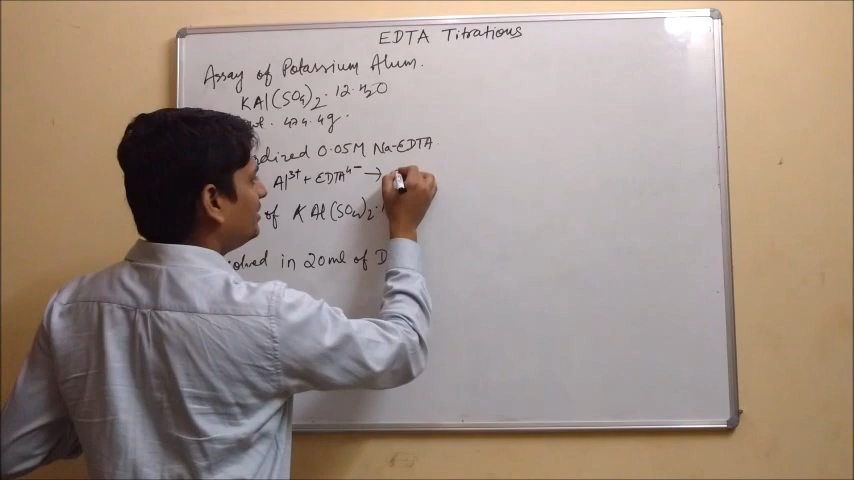 EDTA Titrations
Assay of Potassium Alum.
KAl(SO4)2 · 12 · H2O
474.4g.
0.05M Na-EDTA
Al³⁺ + EDTA⁴⁻ →
of KAl(SO4)2 ·
in 20ml of D